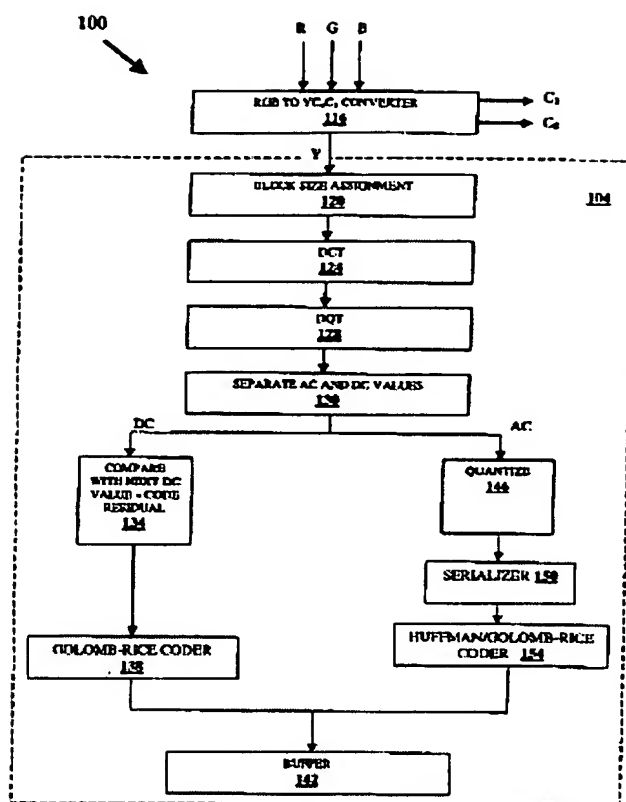 100
R G B
RGB TO YC₁C₂ CONVERTER
116
C₁
C₂
Y
BLOCK SIZE ASSIGNMENT
120
104
DCT
124
DQT
128
SEPARATE AC AND DC VALUES
130
DC
AC
COMPARE
WITH NEXT DC
VALUE - CODE
RESIDUAL
134
QUANTIZE
146
SERIALIZER 150
GOLOMB-RICE CODER
138
HUFFMAN/GOLOMB-RICE
CODER 154
BUFFER
142